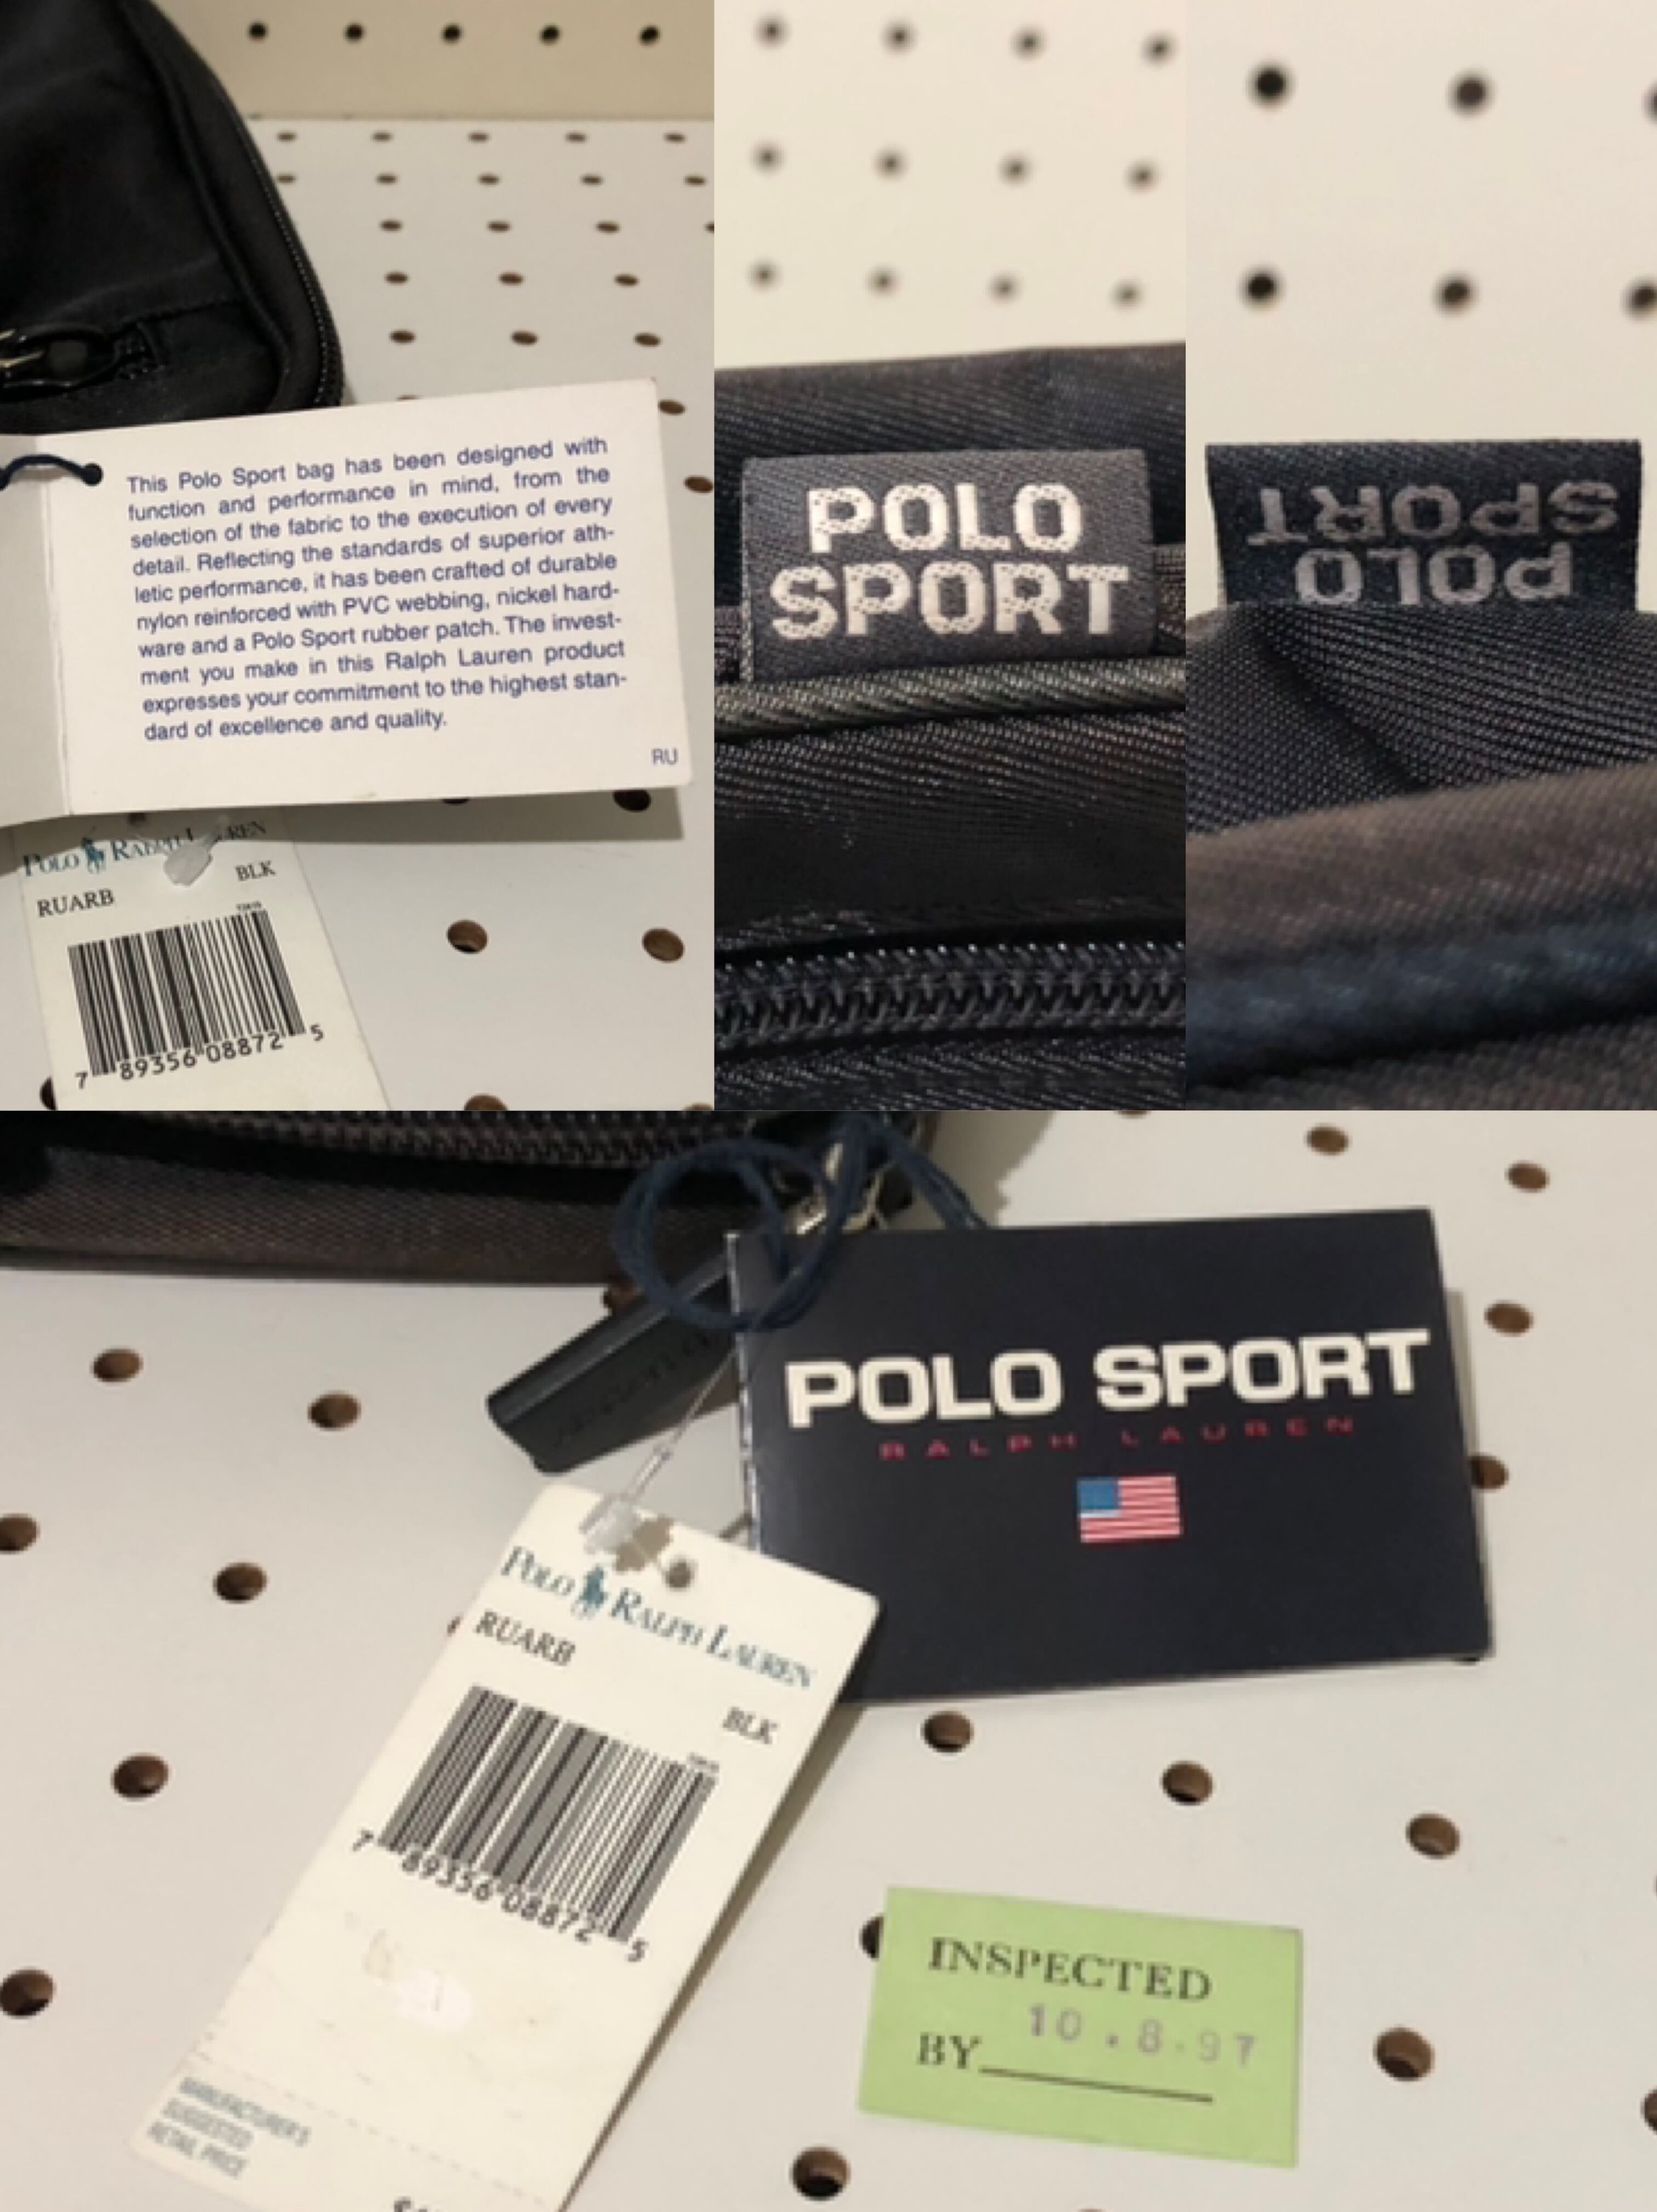 This Polo Sport bag has been designed with
function and performance in mind, from the
selection of the fabric to the execution of every
detail. Reflecting the standards of superior ath-
letic performance, it has been crafted of durable
nylon reinforced with PVC webbing, nickel hard-
ware and a Polo Sport rubber patch. The invest-
ment you make in this Ralph Lauren product
expresses your commitment to the highest stan-
dard of excellence and quality.
RU
POLO RALPH LAUREN
RUARB BLK
7 89356 08872 5
POLO
SPORT
POLO
SPORT
POLO SPORT
RALPH LAUREN
POLO RALPH LAUREN
RUARB
BLK
7 89356 08872 5
MANUFACTURER'S
SUGGESTED
RETAIL PRICE
INSPECTED
10.8.97
BY